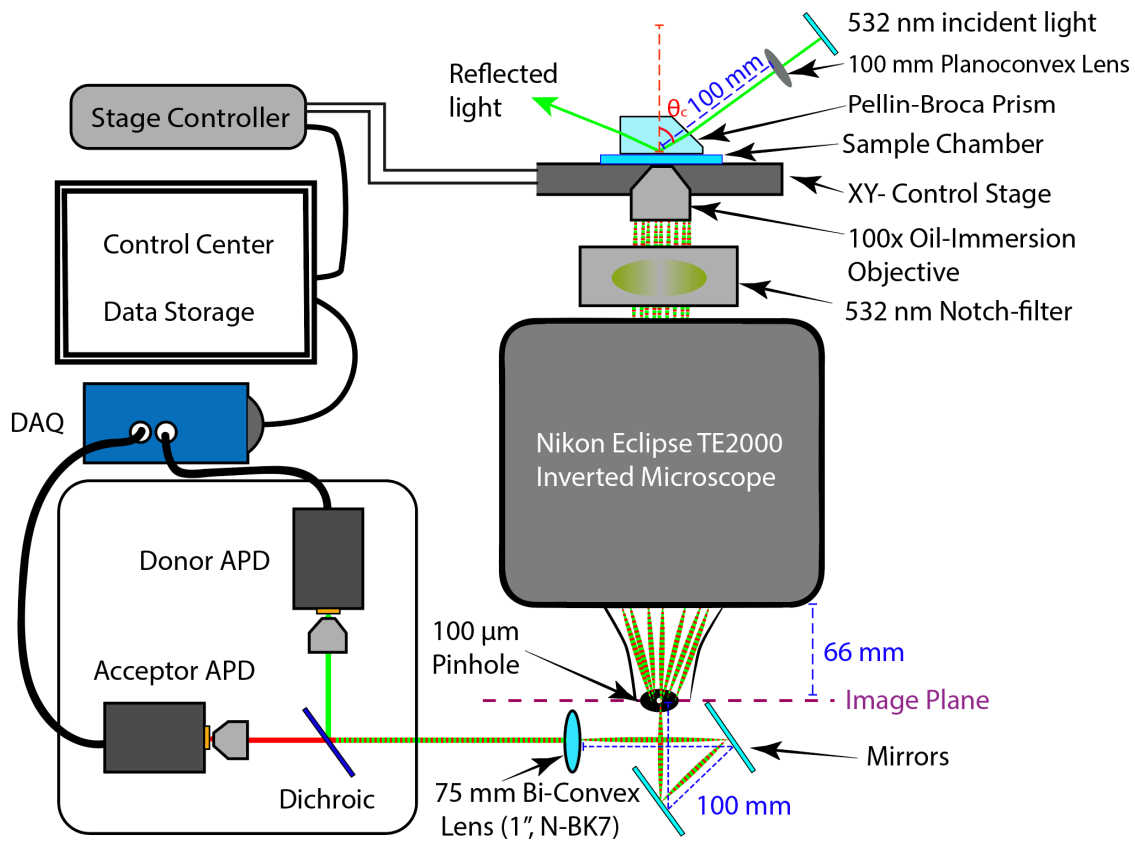 532 nm incident light
100 mm Planoconvex Lens
Pellin-Broca Prism
Sample Chamber
XY- Control Stage
100x Oil-Immersion
Objective
532 nm Notch-filter
Reflected
light
θc
100 mm
Stage Controller
Control Center
Data Storage
DAQ
Nikon Eclipse TE2000
Inverted Microscope
Donor APD
Acceptor APD
Dichroic
100 µm
Pinhole
66 mm
Image Plane
Mirrors
100 mm
75 mm Bi-Convex
Lens (1”, N-BK7)